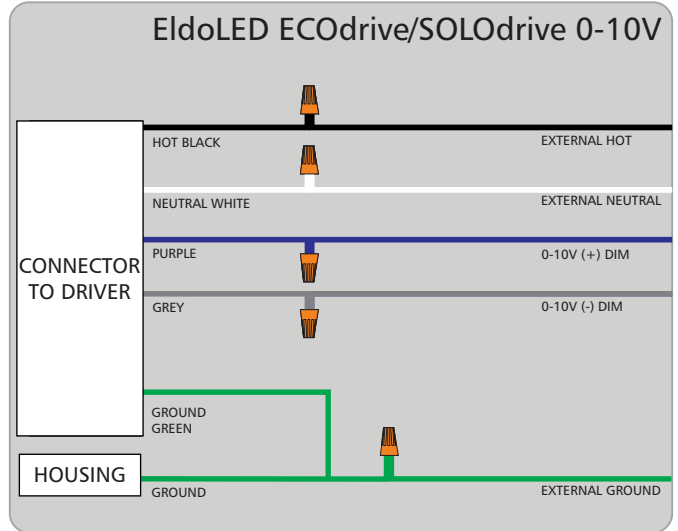 EldoLED ECOdrive/SOLOdrive 0-10V
HOT BLACK
EXTERNAL HOT
NEUTRAL WHITE
EXTERNAL NEUTRAL
PURPLE
0-10V (+) DIM
CONNECTOR
TO DRIVER
GREY
0-10V (-) DIM
GROUND
GREEN
HOUSING
GROUND
EXTERNAL GROUND